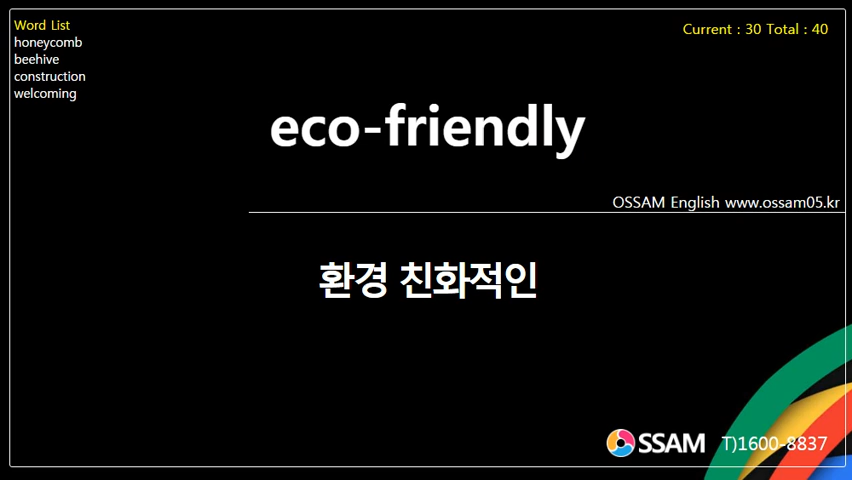 Word List
honeycomb
beehive
construction
welcoming
Current : 30 Total : 40
eco-friendly
OSSAM English www.ossam05.kr
환경 친화적인
OSSAM T)1600-8837